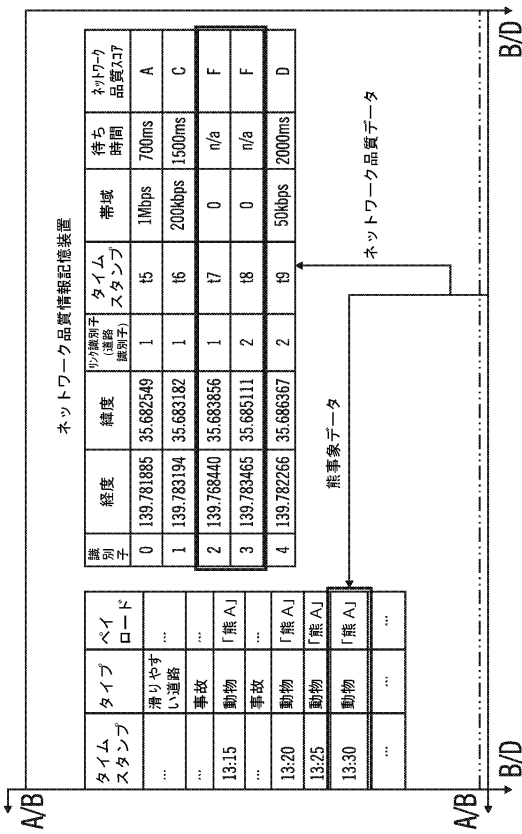 A/B
B/D
ネットワーク品質情報記憶装置
タイム
スタンプ タイプ ペイ
ロード
... 滑りやす
い道路 ...
... 事故 ...
13:15 動物 「熊 A」
... 事故 ...
13:20 動物 「熊 A」
13:25 動物 「熊 A」
13:30 動物 「熊 A」
... ... ...
識
別
子 経度 緯度 リンク識別子
(道路
識別子) タイム
スタンプ 帯域 待ち
時間 ネットワーク
品質スコア
0 139.781885 35.682549 1 t5 1Mbps 700ms A
1 139.783194 35.683182 1 t6 200kbps 1500ms C
2 139.768440 35.683856 1 t7 0 n/a F
3 139.783465 35.685111 2 t8 0 n/a F
4 139.782266 35.686367 2 t9 50kbps 2000ms D
熊事象データ
ネットワーク品質データ
A/B
B/D